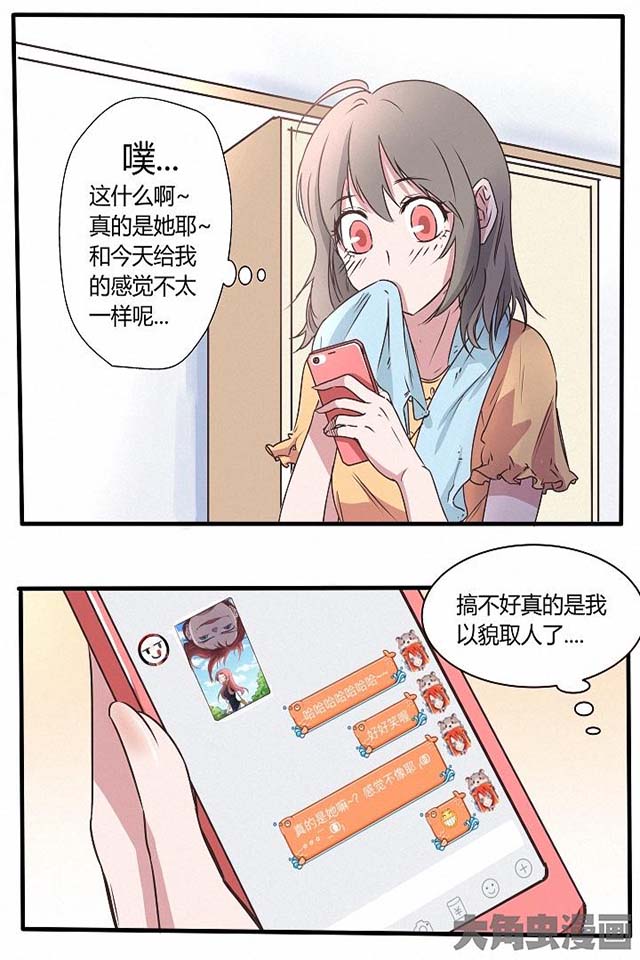 噗...
这什么啊~
真的是她耶~
和今天给我
的感觉不太
一样呢...
搞不好真的是我
以貌取人了....
哈哈哈哈哈哈哈~~
好好笑喔
真的是她嘛~? 感觉不像耶
大角虫漫画